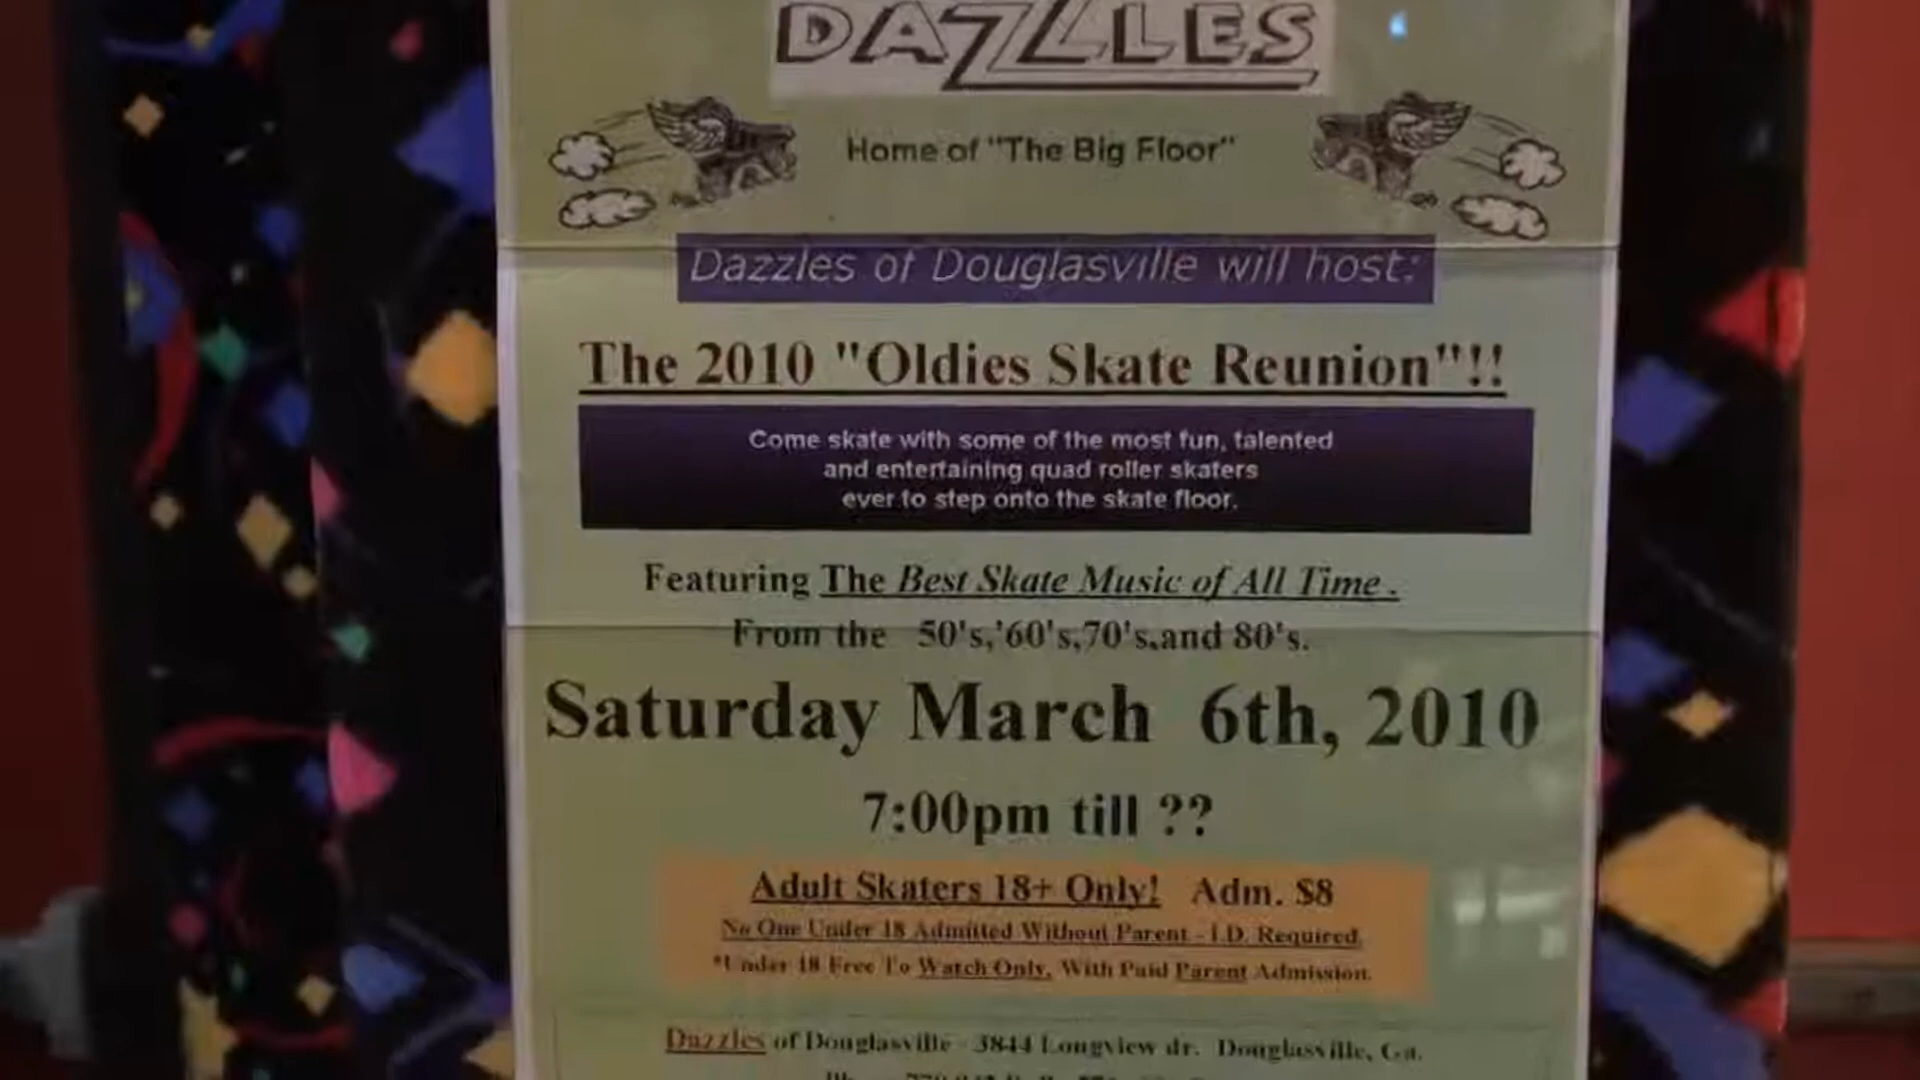 DAZZLES
Home of "The Big Floor"
Dazzles of Douglasville will host:
The 2010 "Oldies Skate Reunion"!!
Come skate with some of the most fun, talented
and entertaining quad roller skaters
ever to step onto the skate floor.
Featuring The Best Skate Music of All Time .
From the 50's,'60's,70's,and 80's.
Saturday March 6th, 2010
7:00pm till ??
Adult Skaters 18+ Only! Adm. $8
No One Under 18 Admitted Without Parent - I.D. Required.
*Under 18 Free To Watch Only, With Paid Parent Admission.
Dazzles of Douglasville - 3844 Longview dr. Douglasville, Ga.